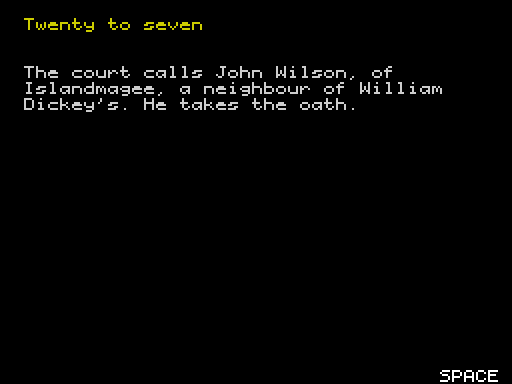 Twenty to seven
The court calls John Wilson, of
Islandmagee, a neighbour of William
Dickey's. He takes the oath.
SPACE